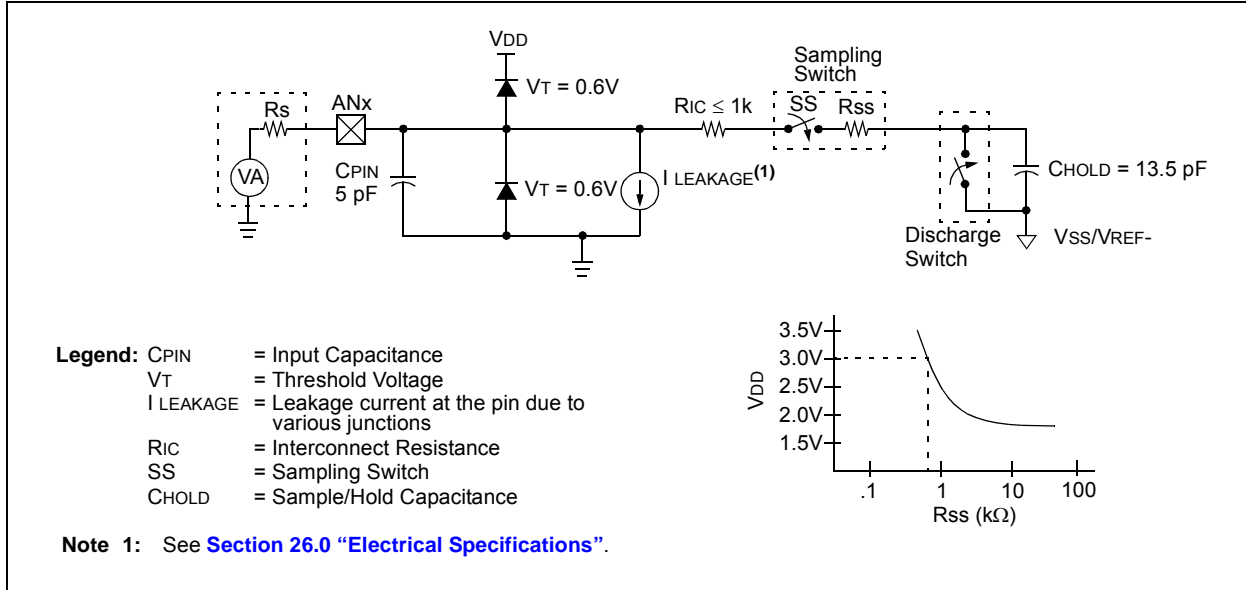 VDD
Sampling
Switch
VT = 0.6V
Rs
ANx
RIC ≤ 1k
SS
Rss
VA
CPIN
5 pF
VT = 0.6V
I LEAKAGE(1)
CHOLD = 13.5 pF
Discharge
Switch
VSS/VREF-
Legend: CPIN = Input Capacitance
VT = Threshold Voltage
I LEAKAGE = Leakage current at the pin due to
various junctions
RIC = Interconnect Resistance
SS = Sampling Switch
CHOLD = Sample/Hold Capacitance
VDD
3.5V
3.0V
2.5V
2.0V
1.5V
.1 1 10 100
Rss (kΩ)
Note 1: See Section 26.0 “Electrical Specifications”.